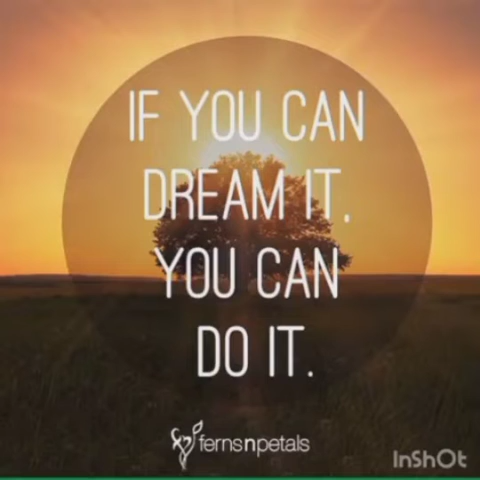 IF YOU CAN
DREAM IT,
YOU CAN
DO IT.
fernsnpetals
InShOt